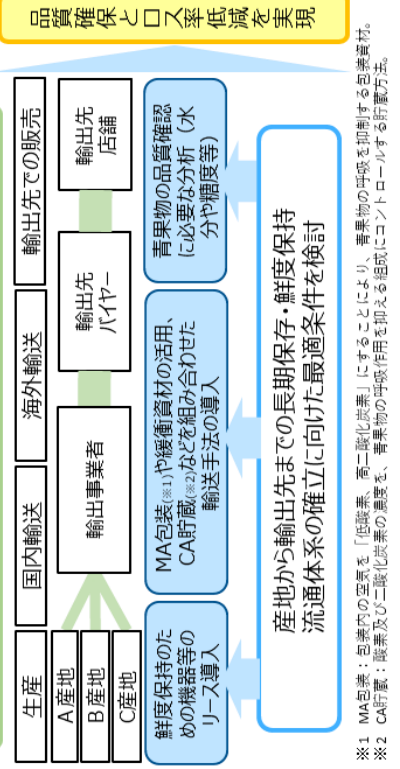 生産
国内輸送
海外輸送
輸出先での販売
A産地
B産地
C産地
輸出事業者
輸出先
バイヤー
輸出先
店舗
鮮度保持のた
めの機器等の
リース導入
MA包装(※1)や緩衝資材の活用、
CA貯蔵(※2)などを組み合わせた
輸送手法の導入
青果物の品質確認
に必要な分析(水
分や糖度等)
産地から輸出先までの長期保存・鮮度保持
流通体系の確立に向けた最適条件を検討
品質確保とロス率低減を実現
※1 MA包装:包装内の空気を「低酸素、高二酸化炭素」にすることにより、青果物の呼吸を抑制する包装資材。
※2 CA貯蔵:酸素及び二酸化炭素の濃度を、青果物の呼吸作用を抑える組成にコントロールする貯蔵方法。